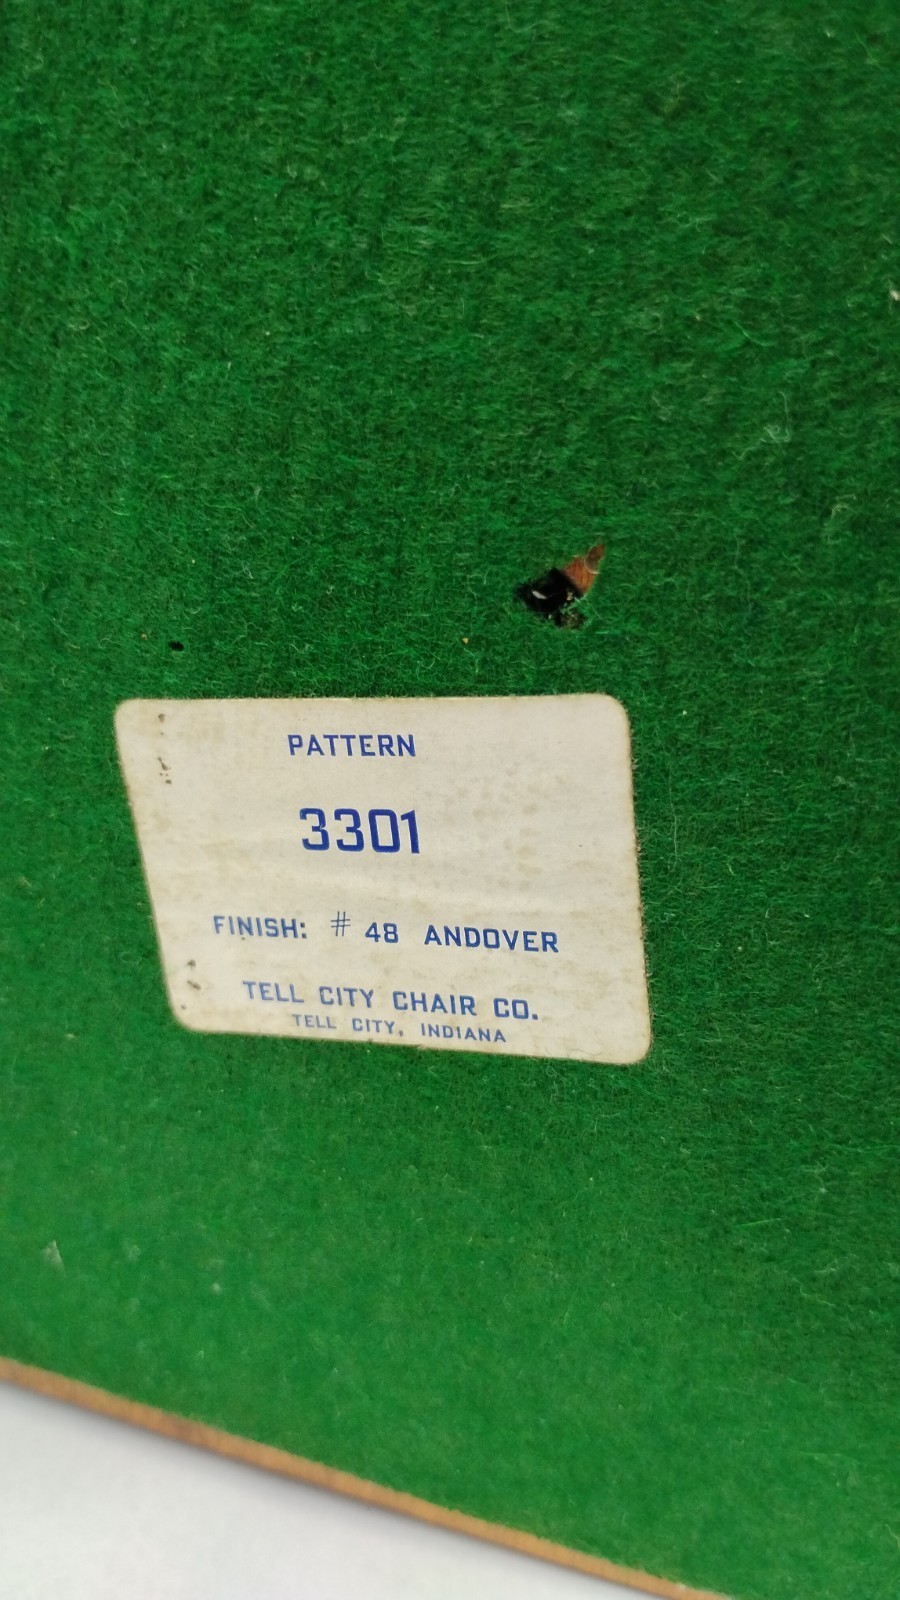 PATTERN
3301
FINISH: # 48 ANDOVER
TELL CITY CHAIR CO.
TELL CITY, INDIANA